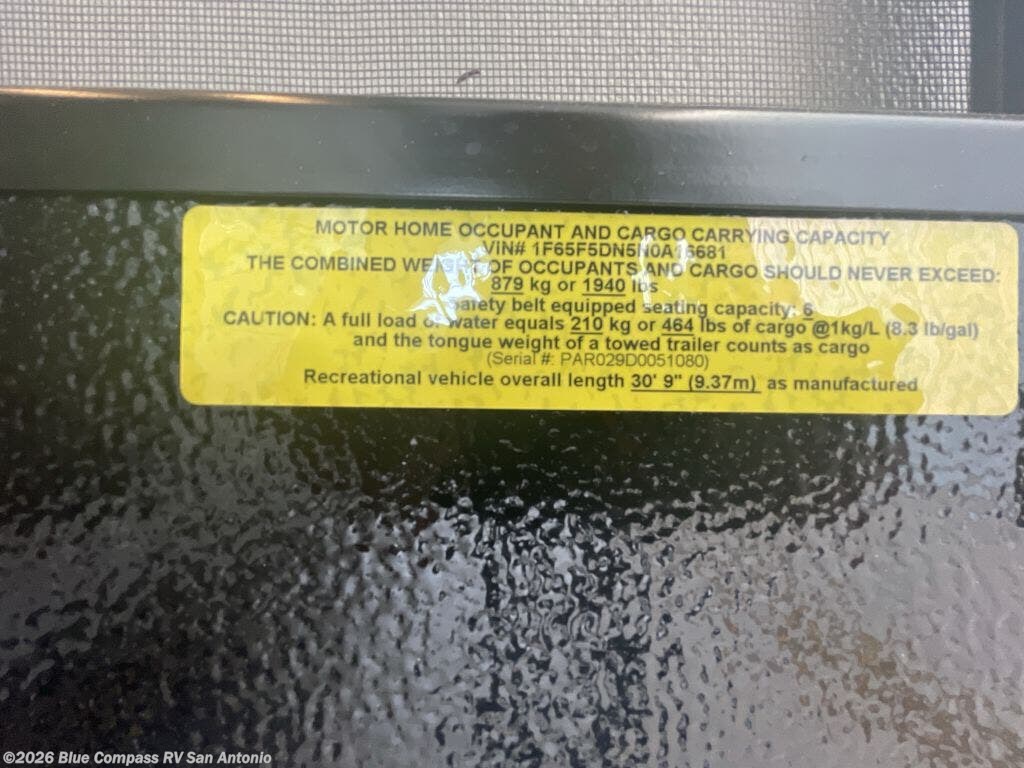 MOTOR HOME OCCUPANT AND CARGO CARRYING CAPACITY
VIN# 1F65F5DN5N0A16681
THE COMBINED WEIGHT OF OCCUPANTS AND CARGO SHOULD NEVER EXCEED:
879 kg or 1940 lbs
Safety belt equipped seating capacity: 6
CAUTION: A full load of water equals 210 kg or 464 lbs of cargo @1kg/L (8.3 lb/gal)
and the tongue weight of a towed trailer counts as cargo
(Serial #: PAR029D0051080)
Recreational vehicle overall length 30' 9" (9.37m) as manufactured
©2026 Blue Compass RV San Antonio